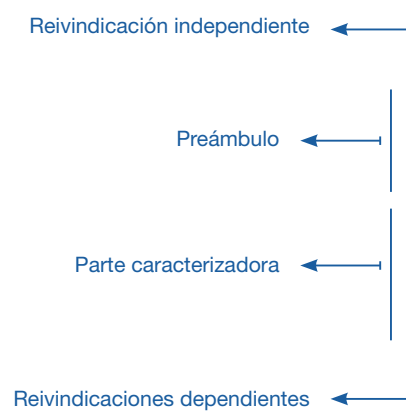 Reivindicación independiente
Preámbulo
Parte caracterizadora
Reivindicaciones dependientes